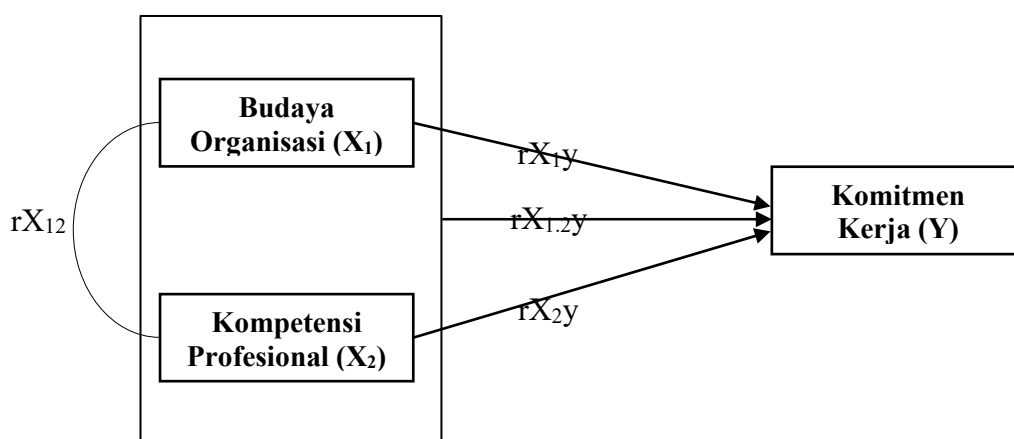 Budaya
Organisasi (X₁)
rX₁y
Komitmen
Kerja (Y)
rX₁₂
rX₁.₂y
rX₂y
Kompetensi
Profesional (X₂)